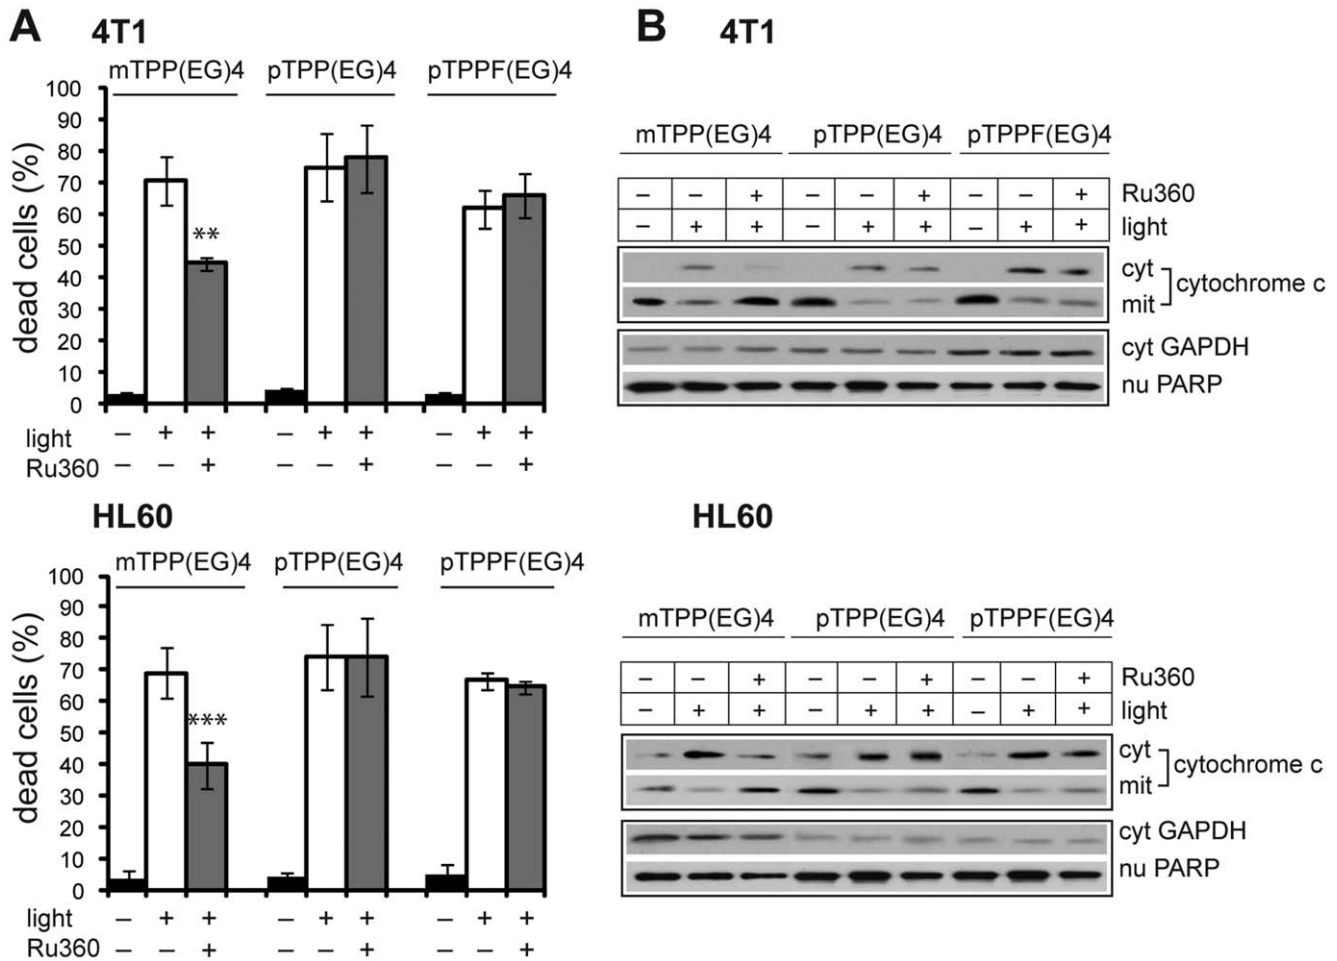 A 4T1
mTPP(EG)4 pTPP(EG)4 pTPPF(EG)4
dead cells (%)
100
90
80
70
60
50
40
30
20
10
0
**
light – + + – + + – + +
Ru360 – – + – – + – – +
HL60
mTPP(EG)4 pTPP(EG)4 pTPPF(EG)4
dead cells (%)
100
90
80
70
60
50
40
30
20
10
0
***
light – + + – + + – + +
Ru360 – – + – – + – – +
B 4T1
mTPP(EG)4 pTPP(EG)4 pTPPF(EG)4
– – + – – + – – + Ru360
– + + – + + – + + light
cyt
mit
cytochrome c
cyt GAPDH
nu PARP
HL60
mTPP(EG)4 pTPP(EG)4 pTPPF(EG)4
– – + – – + – – + Ru360
– + + – + + – + + light
cyt
mit
cytochrome c
cyt GAPDH
nu PARP